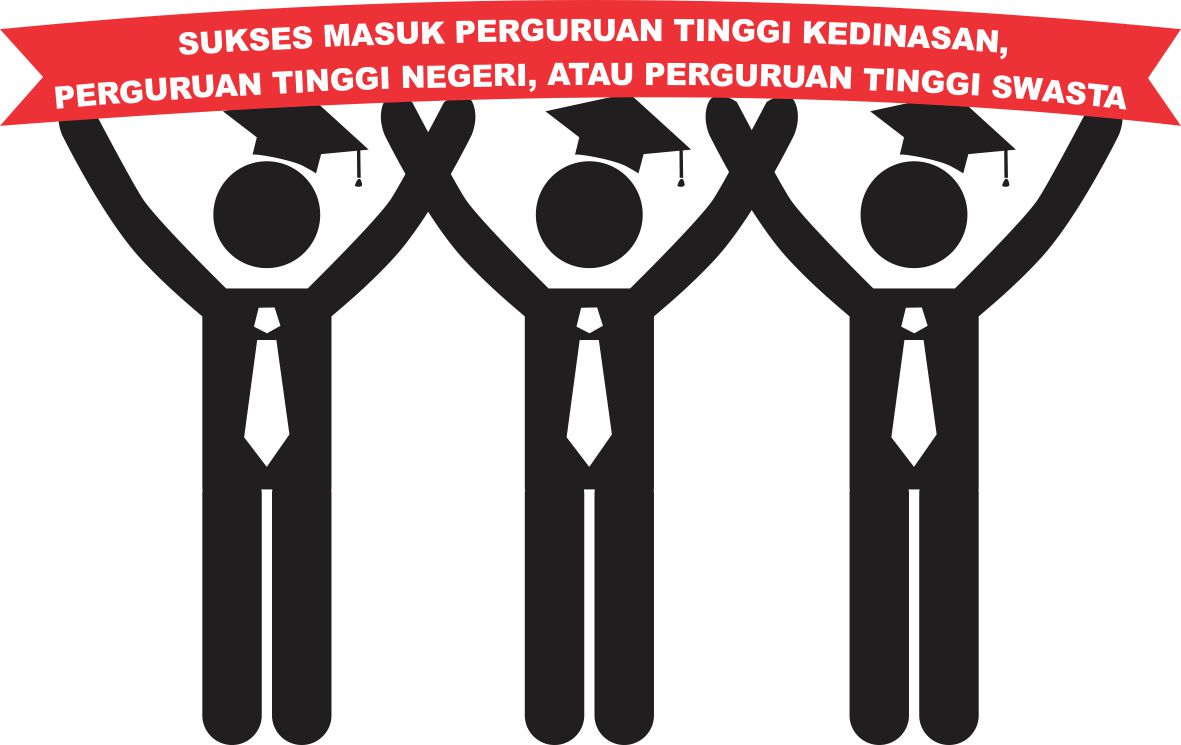 SUKSES MASUK PERGURUAN TINGGI KEDINASAN,
PERGURUAN TINGGI NEGERI, ATAU PERGURUAN TINGGI SWASTA